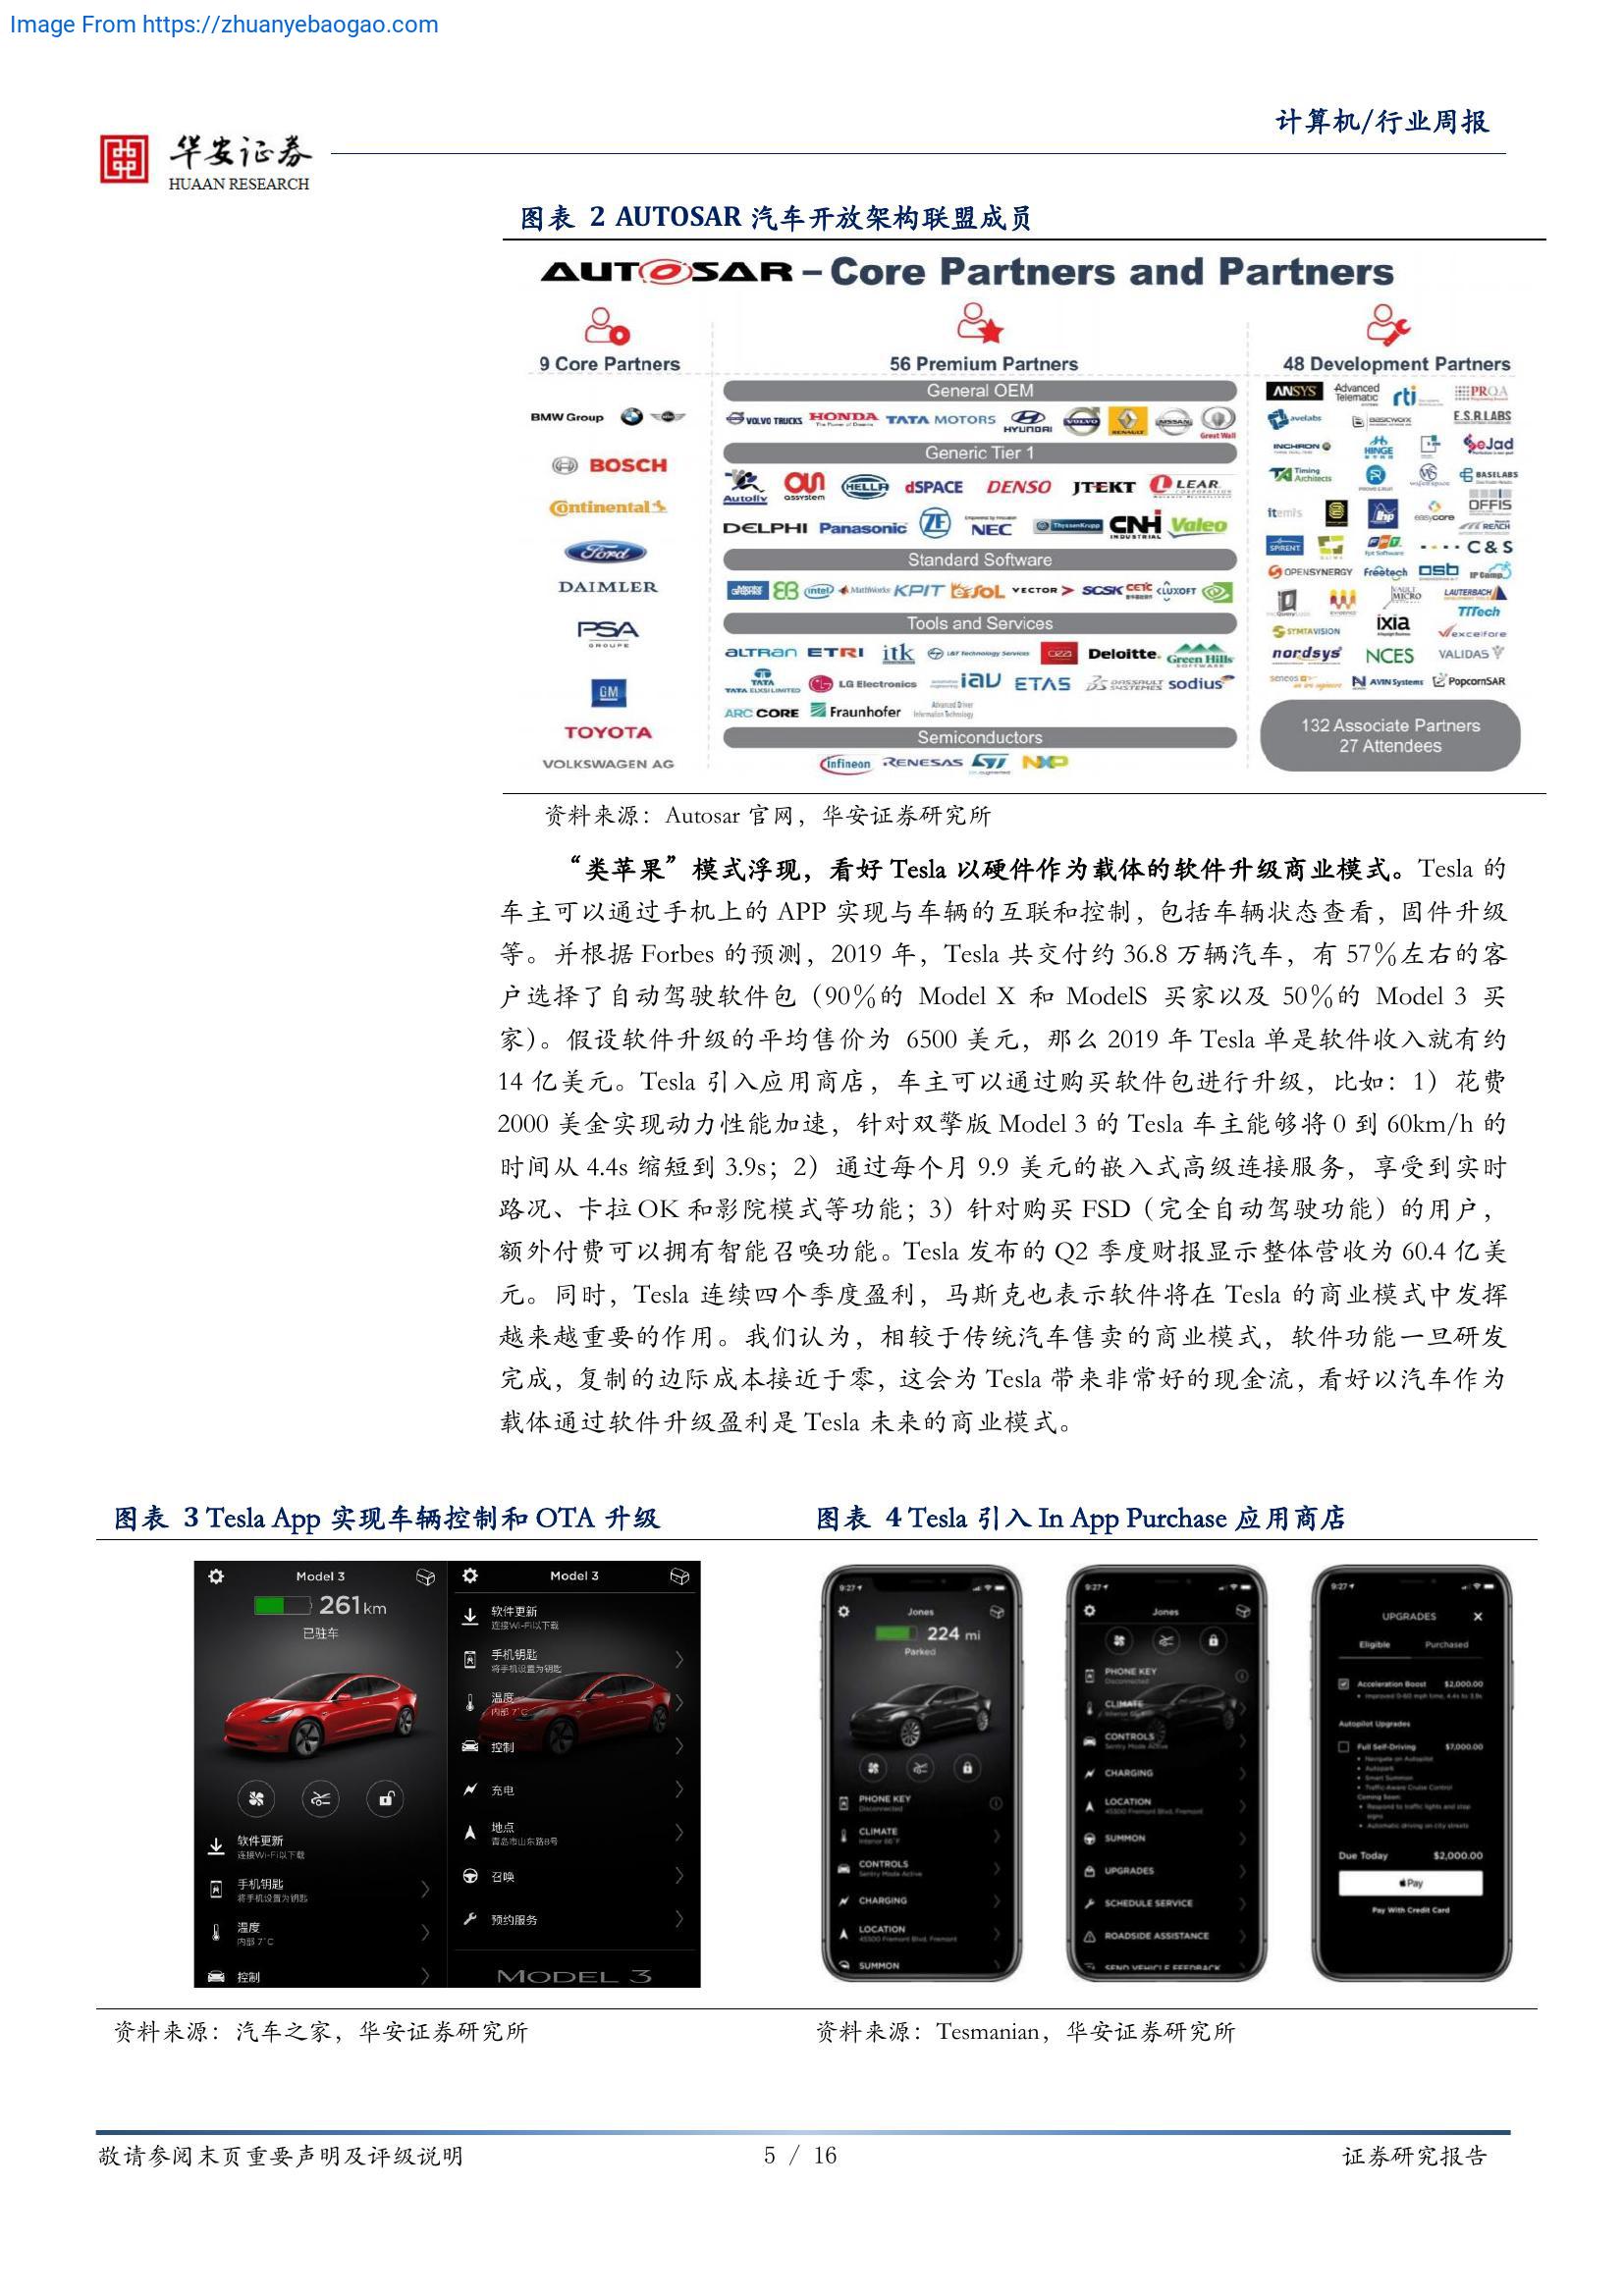 Image From https://zhuanyebaogao.com
计算机/行业周报
华安证券
HUAAN RESEARCH
图表 2 AUTOSAR 汽车开放架构联盟成员
AUTOSAR – Core Partners and Partners
9 Core Partners
56 Premium Partners
48 Development Partners
BMW Group
BOSCH
Continental
Ford
DAIMLER
PSA
GROUPE
GM
TOYOTA
VOLKSWAGEN AG
General OEM
VOLVO TRUCKS HONDA TATA MOTORS HYUNDAI VOLVO RENAULT NISSAN Great Wall
Generic Tier 1
Autoliv assystem HELLA dSPACE DENSO JTEKT LEAR
DELPHI Panasonic ZF NEC ThyssenKrupp CNH INDUSTRIAL Valeo
Standard Software
Mentor Graphics EB intel MathWorks KPIT eSOL VECTOR SCSK CETC LUXOFT
Tools and Services
altran ETRI itk L&T Technology Services Deloitte. Green Hills
TATA ELXSI LIMITED LG Electronics iav ETAS DASSAULT SYSTEMES sodius
ARC CORE Fraunhofer Advanced Driver Information Technology
Semiconductors
infineon RENESAS ST NXP
ANSYS Advanced Telematic rti PRQA
avelabs E.S.R.LABS
INCHRON HINGE SeJad
Timing Architects BASELABS
itemis lhp easycore OFFIS
REACH
SPIRENT C & S
OPENSYNERGY Freetech OSB IP Camp
MICRO LAUTERBACH
TTTech
SYMTAVISION ixia excelfore
nordsys NCES VALIDAS
AVIN Systems PopcornSAR
132 Associate Partners
27 Attendees
资料来源：Autosar 官网，华安证券研究所
“类苹果”模式浮现，看好 Tesla 以硬件作为载体的软件升级商业模式。Tesla 的
车主可以通过手机上的 APP 实现与车辆的互联和控制，包括车辆状态查看，固件升级
等。并根据 Forbes 的预测，2019 年，Tesla 共交付约 36.8 万辆汽车，有 57%左右的客
户选择了自动驾驶软件包（90%的 Model X 和 ModelS 买家以及 50%的 Model 3 买
家）。假设软件升级的平均售价为 6500 美元，那么 2019 年 Tesla 单是软件收入就有约
14 亿美元。Tesla 引入应用商店，车主可以通过购买软件包进行升级，比如：1）花费
2000 美金实现动力性能加速，针对双擎版 Model 3 的 Tesla 车主能够将 0 到 60km/h 的
时间从 4.4s 缩短到 3.9s；2）通过每个月 9.9 美元的嵌入式高级连接服务，享受到实时
路况、卡拉 OK 和影院模式等功能；3）针对购买 FSD（完全自动驾驶功能）的用户，
额外付费可以拥有智能召唤功能。Tesla 发布的 Q2 季度财报显示整体营收为 60.4 亿美
元。同时，Tesla 连续四个季度盈利，马斯克也表示软件将在 Tesla 的商业模式中发挥
越来越重要的作用。我们认为，相较于传统汽车售卖的商业模式，软件功能一旦研发
完成，复制的边际成本接近于零，这会为 Tesla 带来非常好的现金流，看好以汽车作为
载体通过软件升级盈利是 Tesla 未来的商业模式。
图表 3 Tesla App 实现车辆控制和 OTA 升级
Model 3
261 km
已驻车
软件更新
连接Wi-Fi以下载
手机钥匙
将手机设置为钥匙
温度
内部 7°C
控制
Model 3
软件更新
连接Wi-Fi以下载
手机钥匙
将手机设置为钥匙
温度
内部 7°C
控制
充电
地点
青岛市山东路8号
召唤
预约服务
MODEL 3
图表 4 Tesla 引入 In App Purchase 应用商店
9:27
Jones
224 mi
Parked
PHONE KEY
Disconnected
CLIMATE
Interior 66°F
CONTROLS
Sentry Mode Active
CHARGING
LOCATION
45500 Fremont Blvd, Fremont
SUMMON
9:27
Jones
PHONE KEY
Disconnected
CLIMATE
CONTROLS
Sentry Mode Active
CHARGING
LOCATION
45500 Fremont Blvd, Fremont
SUMMON
UPGRADES
SCHEDULE SERVICE
ROADSIDE ASSISTANCE
SEND VEHICLE FEEDBACK
9:27
UPGRADES
Eligible Purchased
Acceleration Boost $2,000.00
Improved 0-60 mph time, 4.4s to 3.9s
Autopilot Upgrades
Full Self-Driving $7,000.00
Navigate on Autopilot
Autopark
Smart Summon
Traffic-Aware Cruise Control
Coming Soon:
Respond to traffic lights and stop
signs
Automatic driving on city streets
Due Today $2,000.00
Pay
Pay With Credit Card
资料来源：汽车之家，华安证券研究所
资料来源：Tesmanian，华安证券研究所
敬请参阅末页重要声明及评级说明
5 / 16
证券研究报告